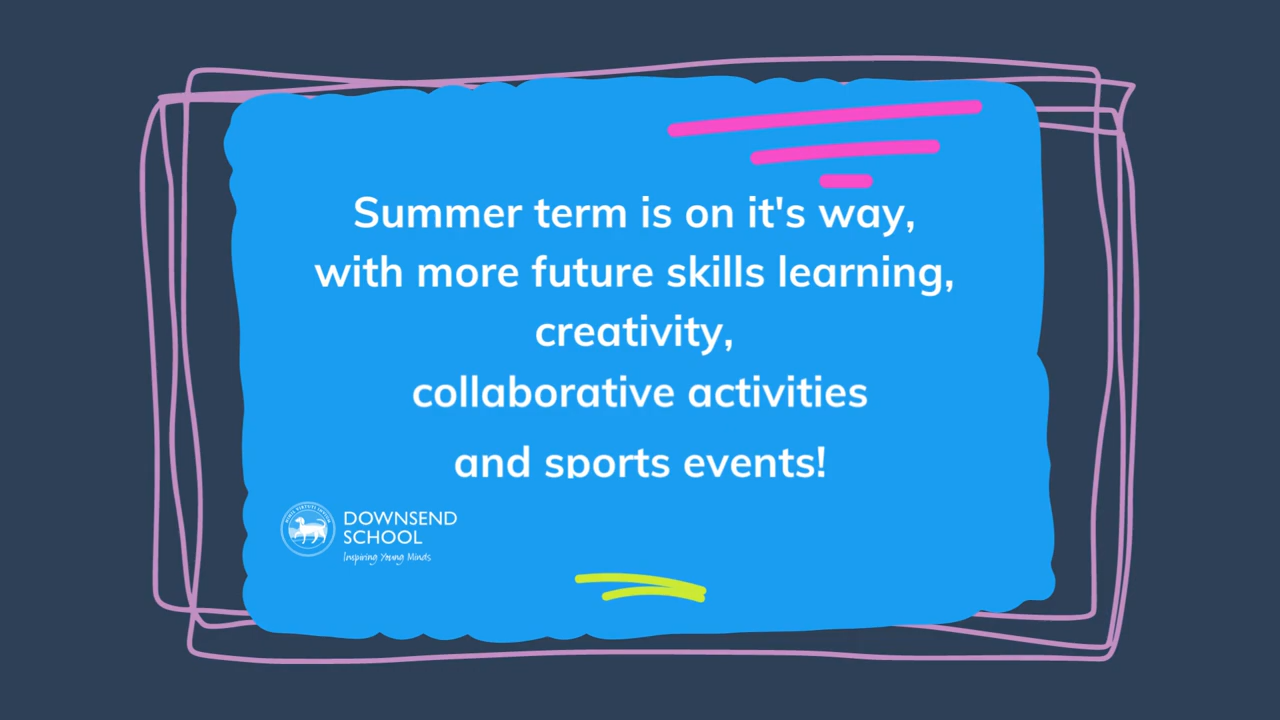 Summer term is on it's way,
with more future skills learning,
creativity,
collaborative activities
and sports events!
DOWNSEND
SCHOOL
Inspiring Young Minds